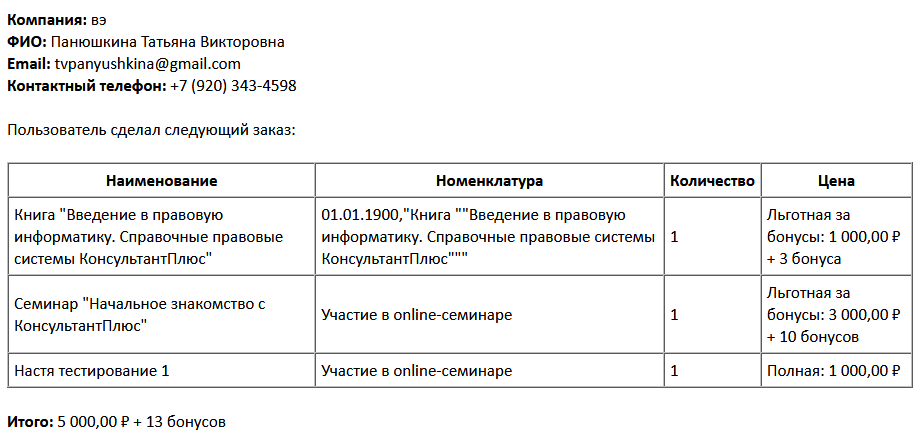 Компания: вэ
ФИО: Панюшкина Татьяна Викторовна
Email: tvpanyushkina@gmail.com
Контактный телефон: +7 (920) 343-4598
Пользователь сделал следующий заказ:
Наименование Номенклатура Количество Цена
Книга "Введение в правовую
информатику. Справочные правовые
системы КонсультантПлюс"
01.01.1900,"Книга ""Введение в правовую
информатику. Справочные правовые системы
КонсультантПлюс"""
1
Льготная за
бонусы: 1 000,00 ₽
+ 3 бонуса
Семинар "Начальное знакомство с
КонсультантПлюс"
Участие в online-семинаре
1
Льготная за
бонусы: 3 000,00 ₽
+ 10 бонусов
Настя тестирование 1
Участие в online-семинаре
1
Полная: 1 000,00 ₽
Итого: 5 000,00 ₽ + 13 бонусов